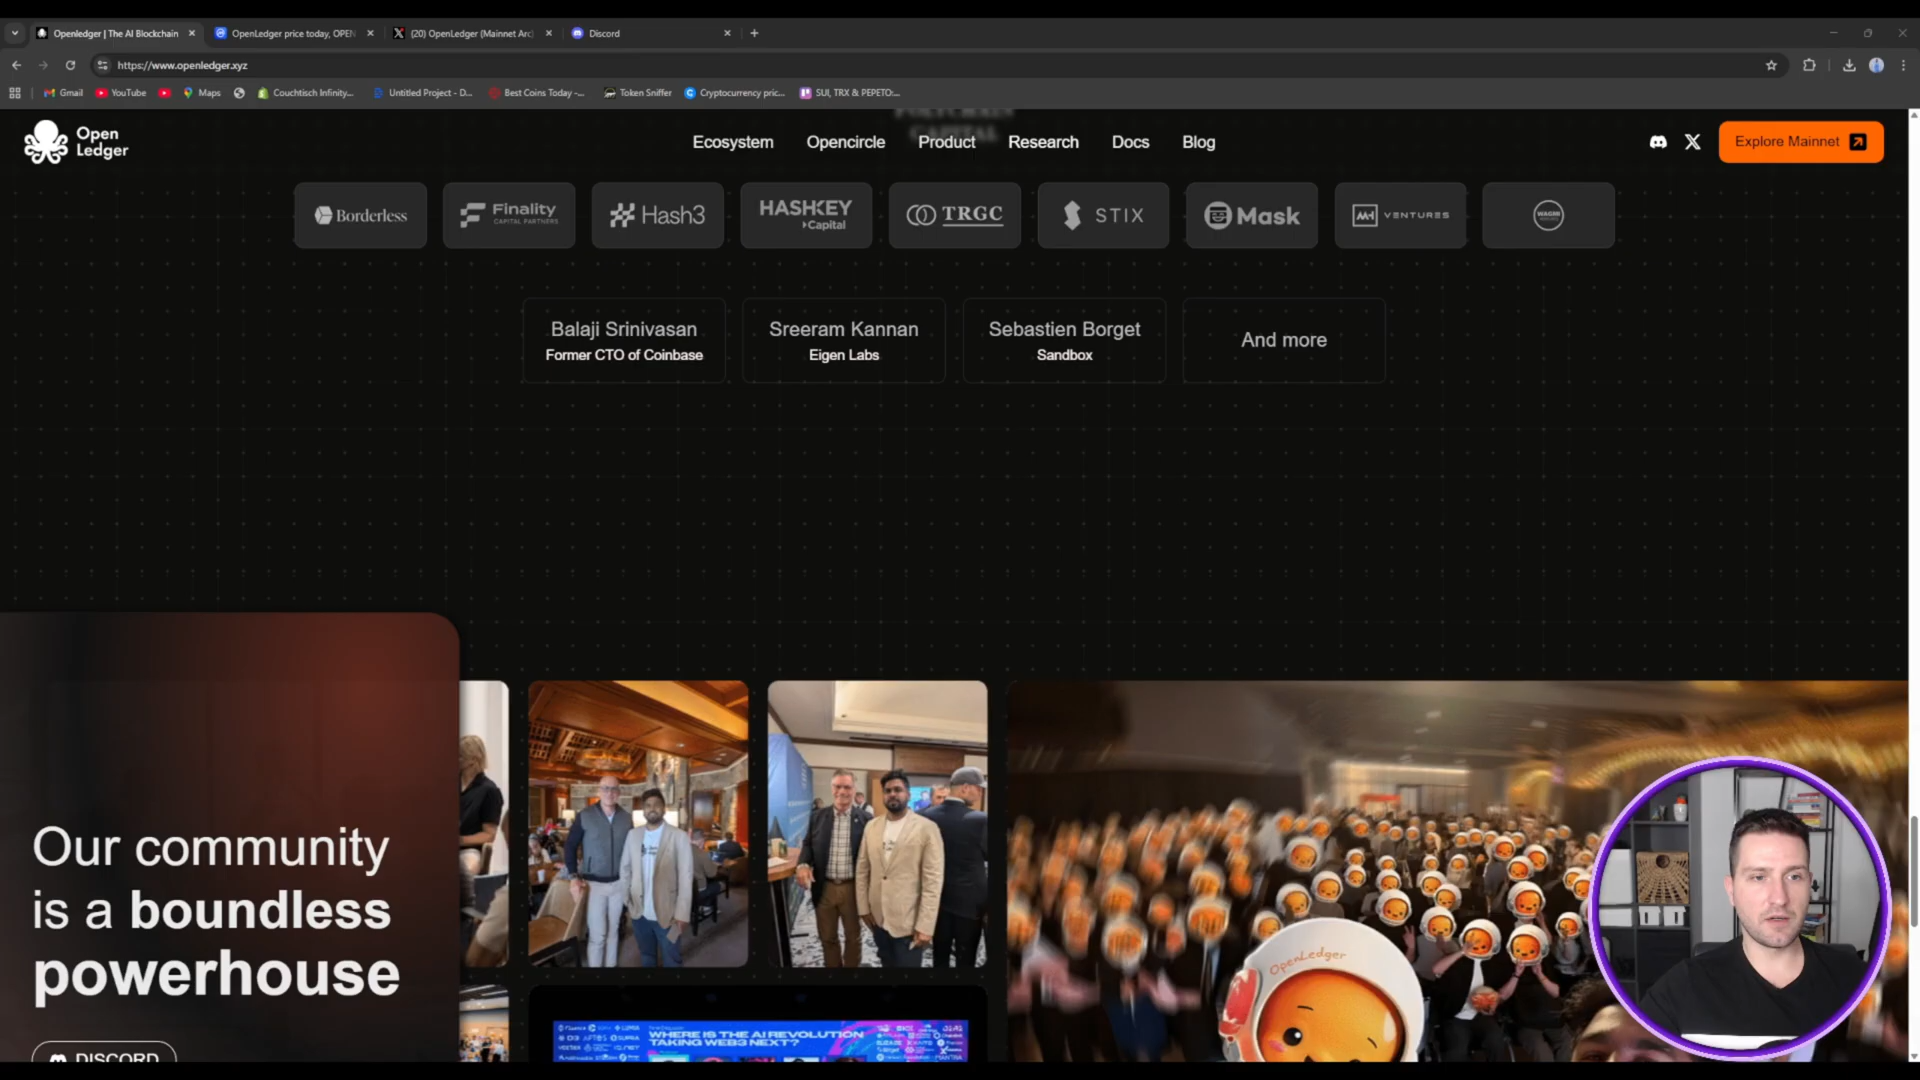 Openledger | The AI Blockchain
OpenLedger price today, OPEN
(20) OpenLedger (Mainnet Arc
Discord
https://www.openledger.xyz
Gmail
YouTube
Maps
Couchtisch Infinity...
Untitled Project - D...
Best Coins Today -...
Token Sniffer
Cryptocurrency pric...
SUI, TRX & PEPETO:...
Open
Ledger
CAPITAL
Ecosystem
Opencircle
Product
Research
Docs
Blog
Explore Mainnet
Borderless
Finality
CAPITAL PARTNERS
Hash3
HASHKEY
Capital
TRGC
STIX
Mask
VENTURES
WAGMI
Balaji Srinivasan
Former CTO of Coinbase
Sreeram Kannan
Eigen Labs
Sebastien Borget
Sandbox
And more
Our community
is a boundless
powerhouse
DISCORD
OpenLedger
WHERE IS THE AI REVOLUTION
TAKING WEB3 NEXT?